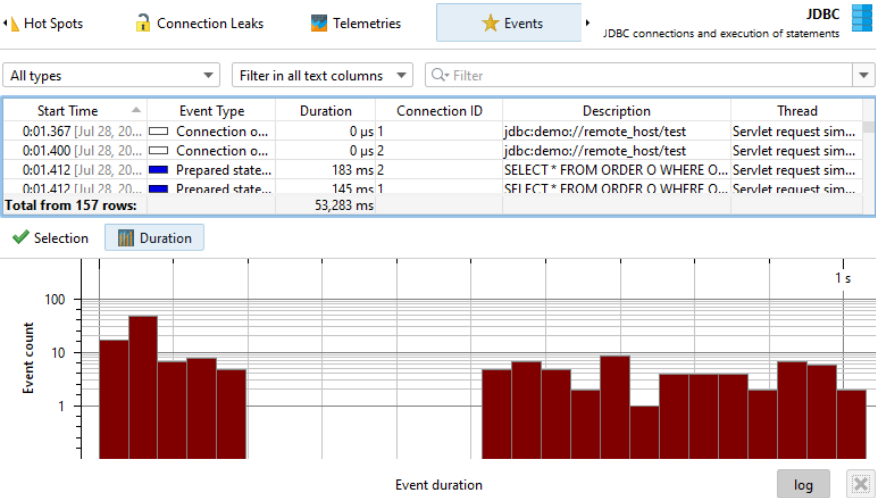 Hot Spots Connection Leaks Telemetries Events JDBC
JDBC connections and execution of statements
All types Filter in all text columns Filter
Start Time Event Type Duration Connection ID Description Thread
0:01.367 [Jul 28, 20... Connection o... 0 µs 1 jdbc:demo://remote_host/test Servlet request sim...
0:01.400 [Jul 28, 20... Connection o... 0 µs 2 jdbc:demo://remote_host/test Servlet request sim...
0:01.412 [Jul 28, 20... Prepared state... 183 ms 2 SELECT * FROM ORDER O WHERE O... Servlet request sim...
0:01.412 [Jul 28, 20... Prepared state... 145 ms 1 SELECT * FROM ORDER O WHERE O... Servlet request sim...
Total from 157 rows: 53,283 ms
Selection Duration
1 s
100
10
1
Event count
Event duration
log